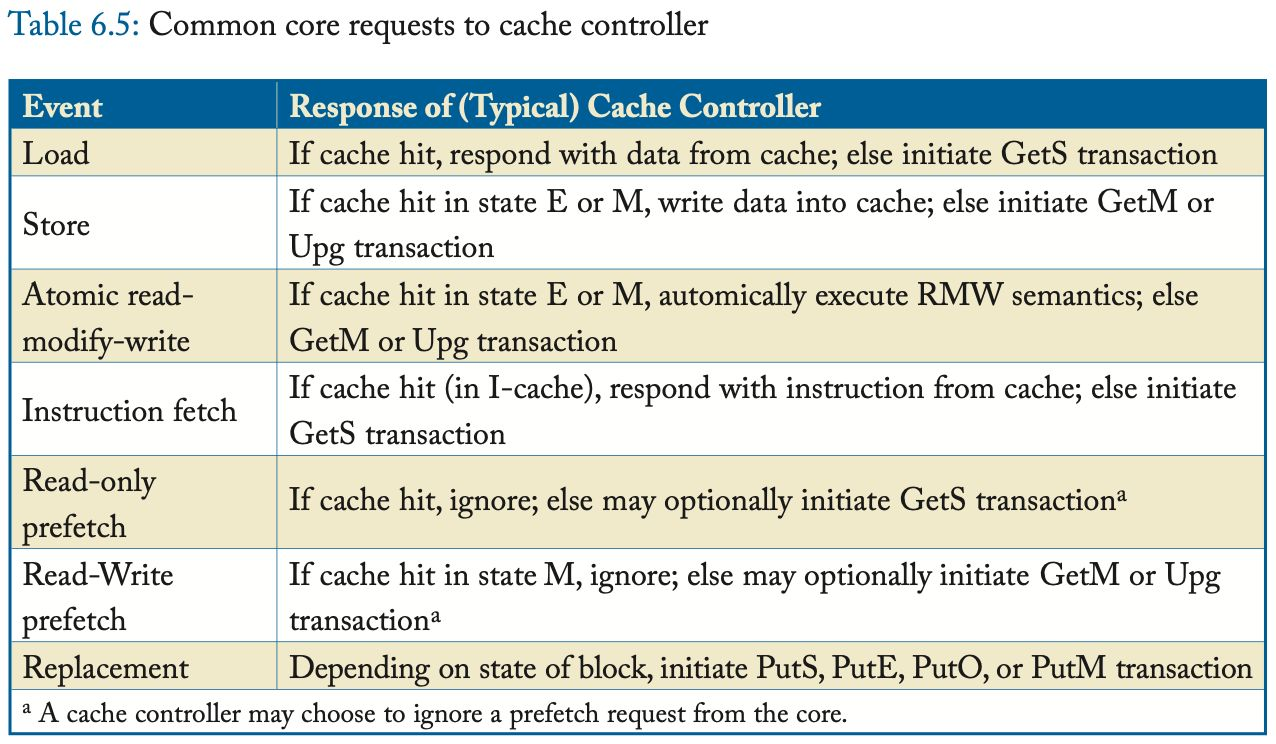 Table 6.5: Common core requests to cache controller
Event Response of (Typical) Cache Controller
Load If cache hit, respond with data from cache; else initiate GetS transaction
Store If cache hit in state E or M, write data into cache; else initiate GetM or
Upg transaction
Atomic read-
modify-write
If cache hit in state E or M, automically execute RMW semantics; else
GetM or Upg transaction
Instruction fetch If cache hit (in I-cache), respond with instruction from cache; else initiate
GetS transaction
Read-only
prefetch
If cache hit, ignore; else may optionally initiate GetS transactionᵃ
Read-Write
prefetch
If cache hit in state M, ignore; else may optionally initiate GetM or Upg
transactionᵃ
Replacement Depending on state of block, initiate PutS, PutE, PutO, or PutM transaction
ᵃ A cache controller may choose to ignore a prefetch request from the core.